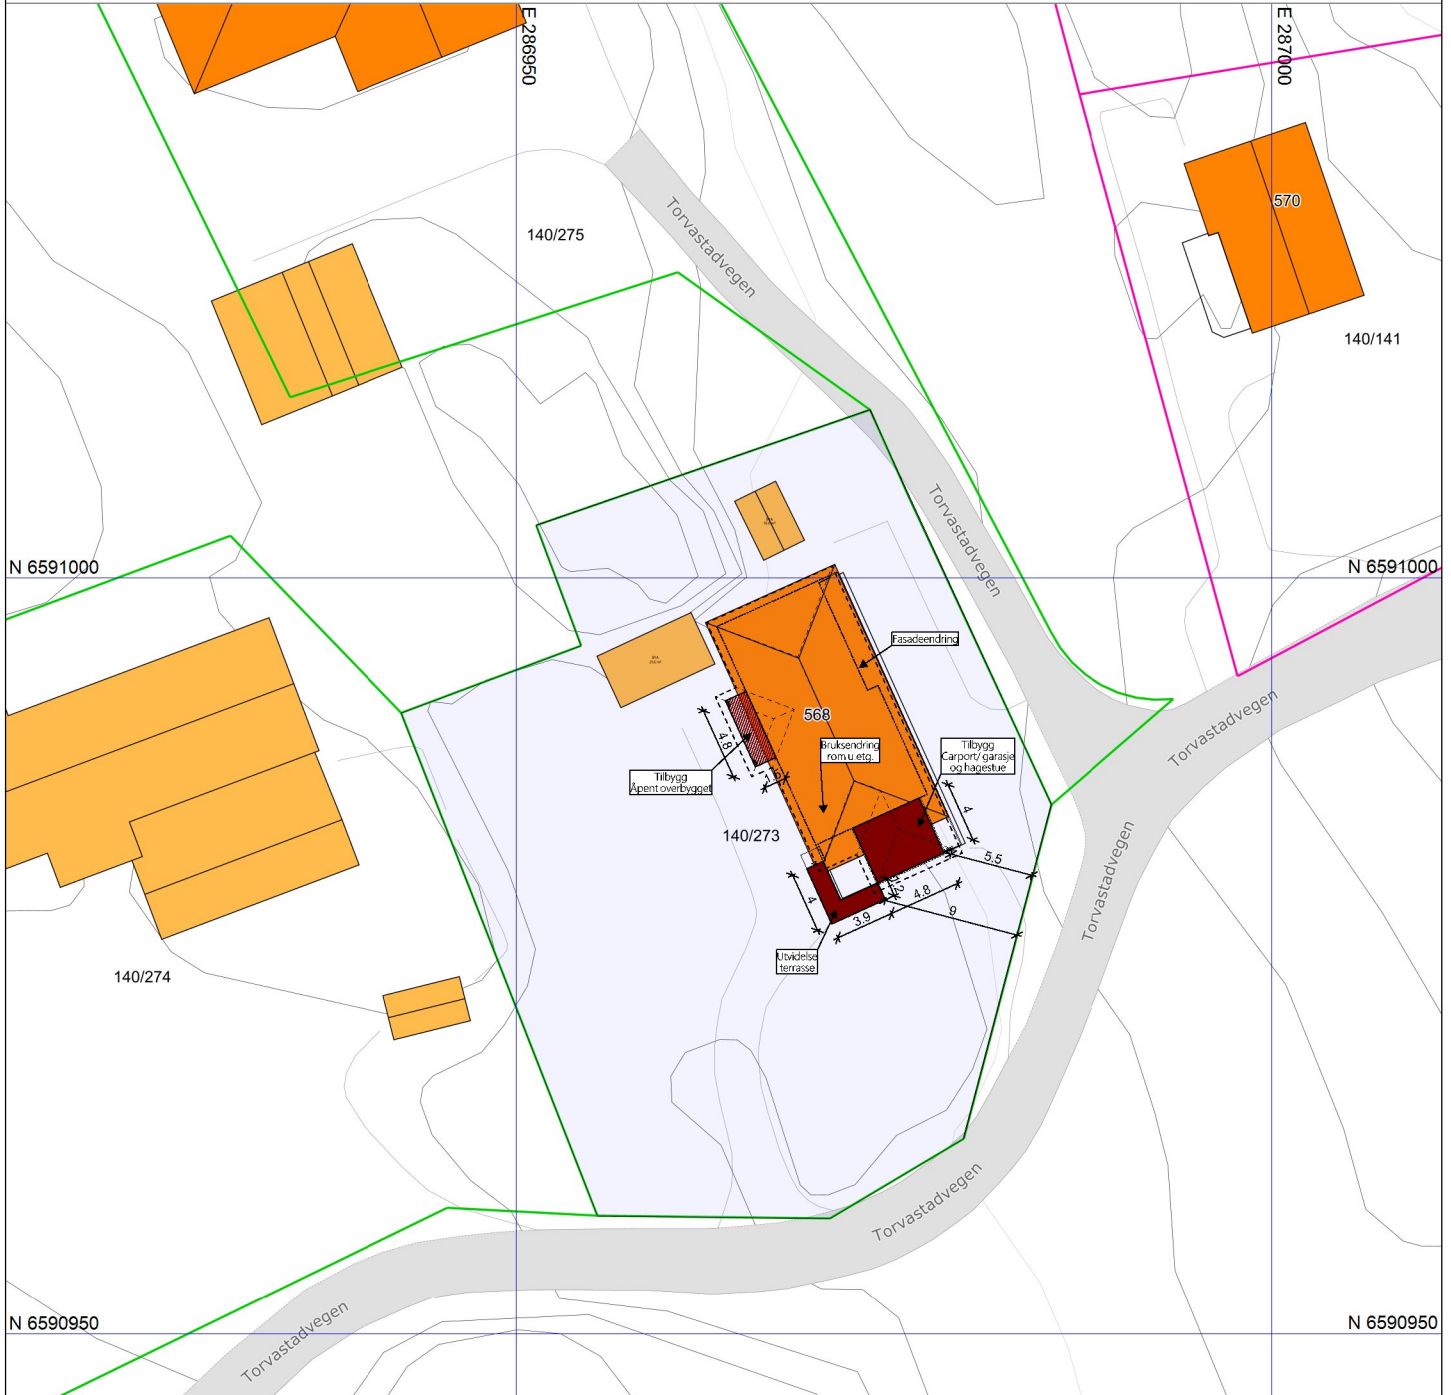 E 286950
E 287000
570
Torvastadvegen
140/275
140/141
Torvastadvegen
N 6591000
N 6591000
Fasadeendring
568
Bruksendring
rom u.etg.
Tilbygg
Carport/ garasje
og hagestue
4.8
Tilbygg
Åpent overbygget
4
140/273
5.5
Torvastadvegen
Torvastadvegen
4
4.8
3.9
9
Utvidelse
terrasse
140/274
Torvastadvegen
N 6590950
N 6590950
Torvastadvegen